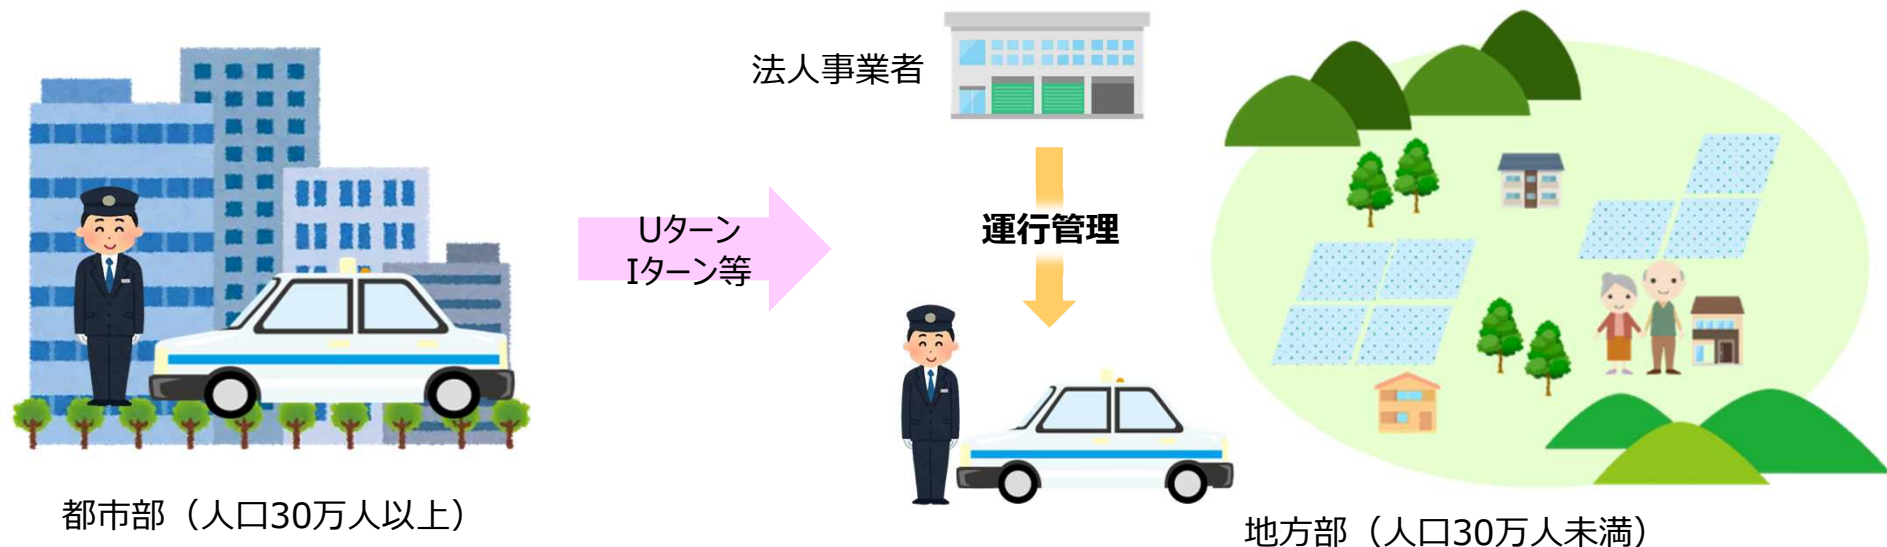 法人事業者
Uターン
Iターン等
運行管理
都市部（人口30万人以上）
地方部（人口30万人未満）